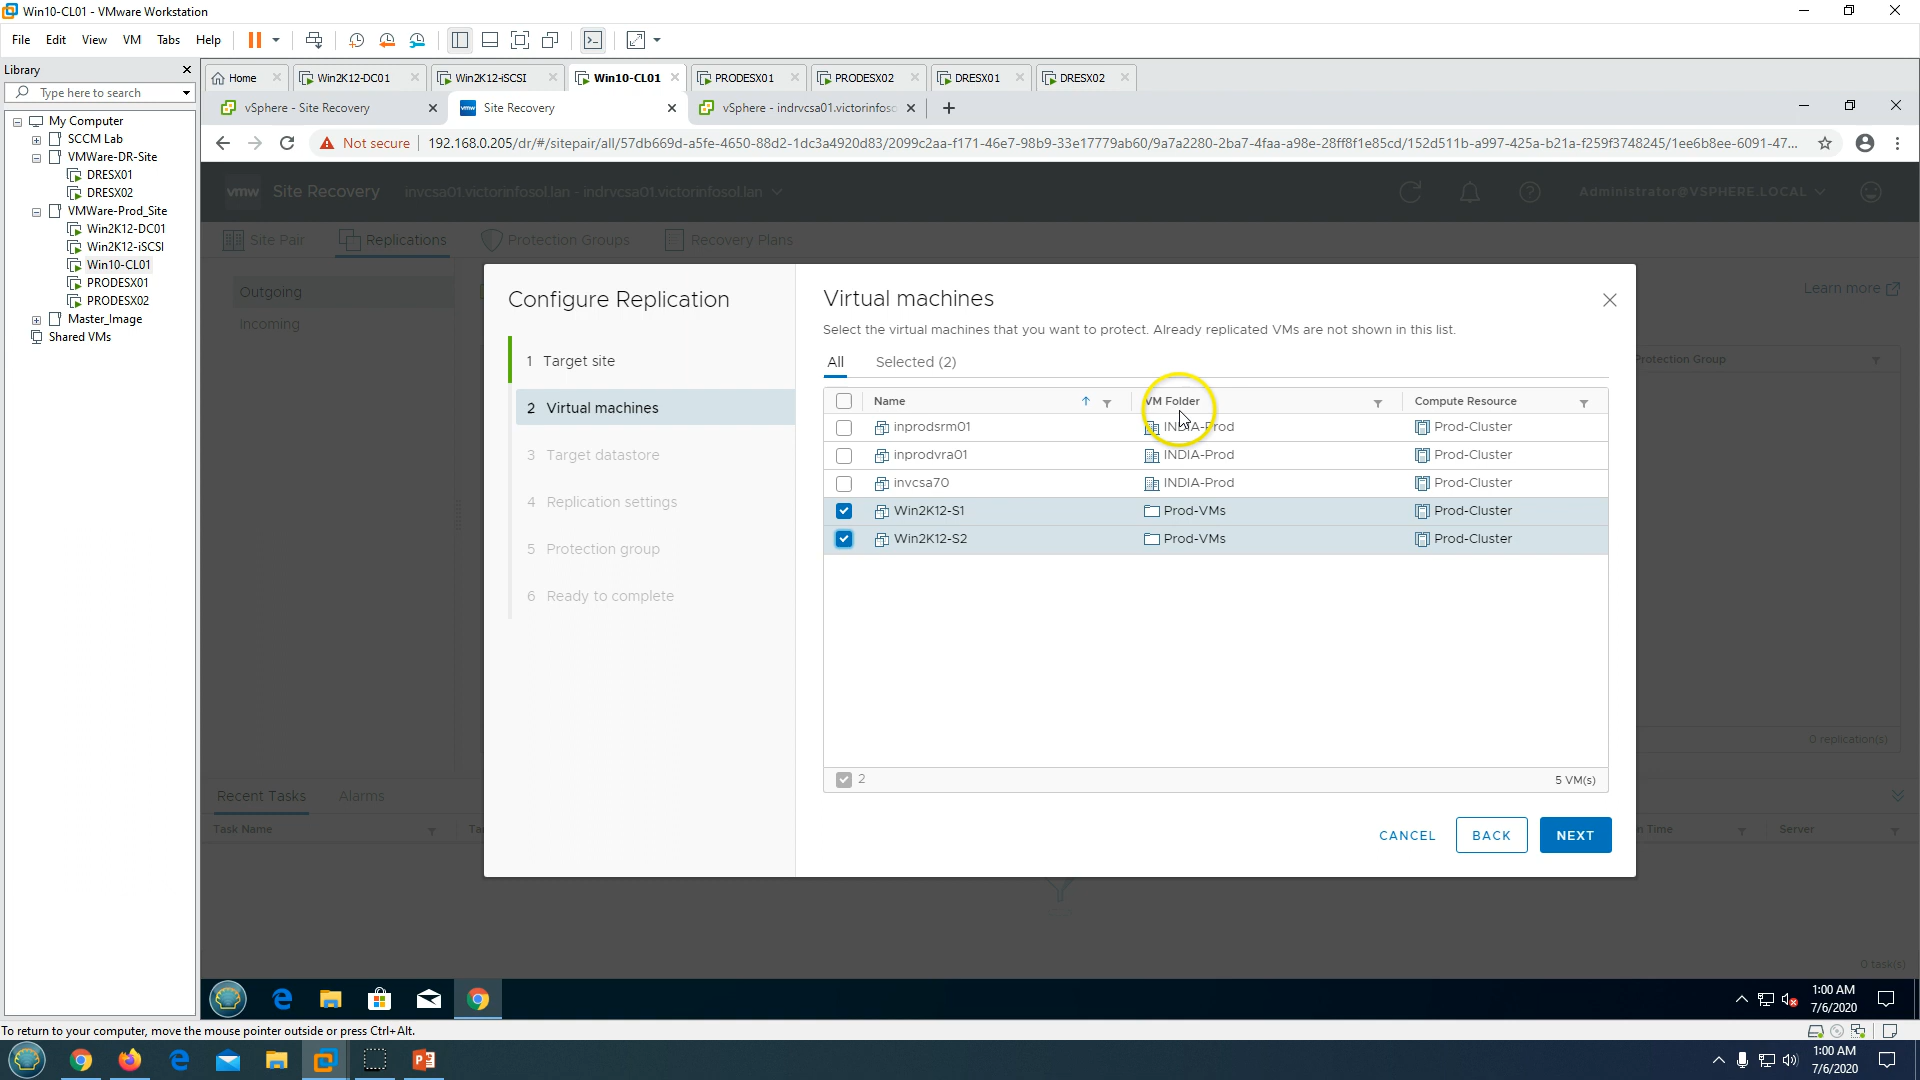 Win10-CL01 - VMware Workstation
File Edit View VM Tabs Help
Library
Type here to search
My Computer
SCCM Lab
VMWare-DR-Site
DRESX01
DRESX02
VMWare-Prod_Site
Win2K12-DC01
Win2K12-iSCSI
Win10-CL01
PRODESX01
PRODESX02
Master_Image
Shared VMs
Home Win2K12-DC01 Win2K12-iSCSI Win10-CL01 PRODESX01 PRODESX02 DRESX01 DRESX02
vSphere - Site Recovery Site Recovery vSphere - indrvcsa01.victorinfoso
Not secure 192.168.0.205/dr/#/sitepair/all/57db669d-a5fe-4650-88d2-1dc3a4920d83/2099c2aa-f171-46e7-98b9-33e17779ab60/9a7a2280-2ba7-4faa-a98e-28ff8f1e85cd/152d511b-a997-425a-b21a-f259f3748245/1ee6b8ee-6091-47...
vmw Site Recovery invcsa01.victorinfosol.lan - indrvcsa01.victorinfosol.lan Administrator@VSPHERE.LOCAL
Site Pair Replications Protection Groups Recovery Plans
Outgoing
Incoming
Learn more
Protection Group
0 replication(s)
Configure Replication
1 Target site
2 Virtual machines
3 Target datastore
4 Replication settings
5 Protection group
6 Ready to complete
Virtual machines
Select the virtual machines that you want to protect. Already replicated VMs are not shown in this list.
All Selected (2)
Name VM Folder Compute Resource
inprodsrm01 INDIA-Prod Prod-Cluster
inprodvra01 INDIA-Prod Prod-Cluster
invcsa70 INDIA-Prod Prod-Cluster
Win2K12-S1 Prod-VMs Prod-Cluster
Win2K12-S2 Prod-VMs Prod-Cluster
2 5 VM(s)
CANCEL BACK NEXT
Recent Tasks Alarms
Task Name Time Server
0 task(s)
1:00 AM
7/6/2020
To return to your computer, move the mouse pointer outside or press Ctrl+Alt.
1:00 AM
7/6/2020